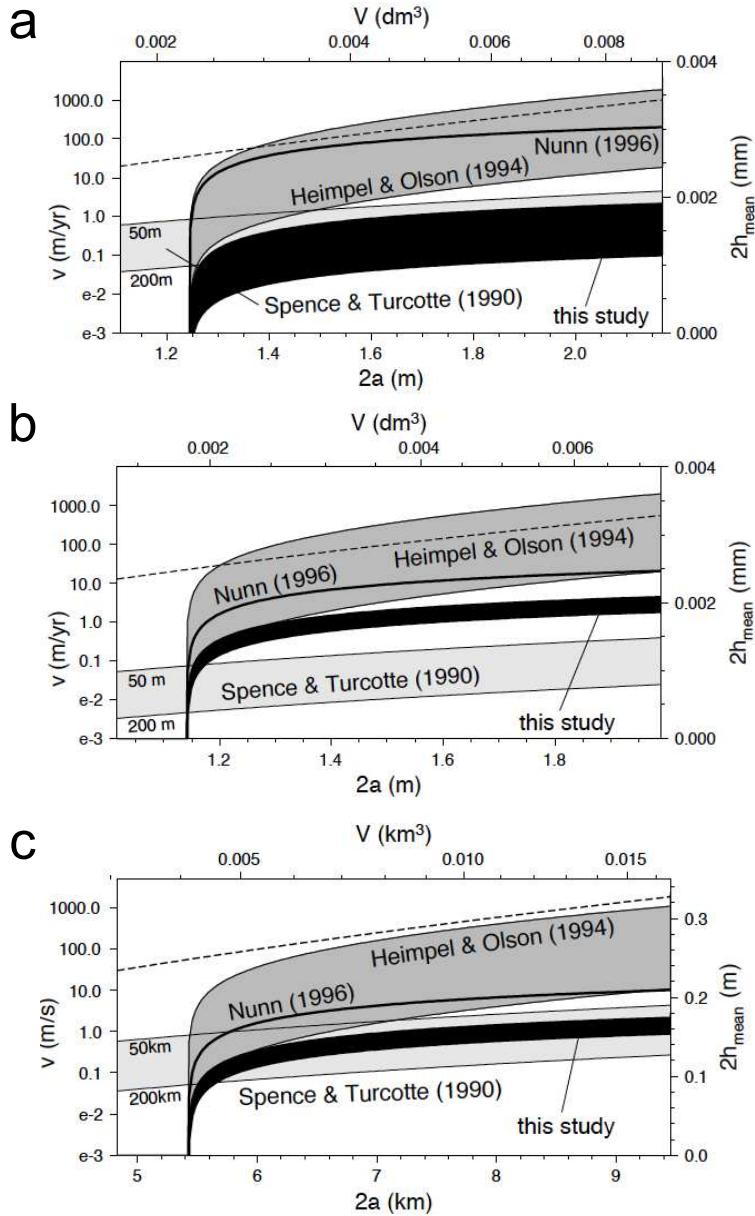 a
V (dm³)
0.002 0.004 0.006 0.008
1000.0
100.0
10.0
1.0
0.1
e-2
e-3
v (m/yr)
Nunn (1996)
Heimpel & Olson (1994)
50m
200m
Spence & Turcotte (1990)
this study
0.004
0.002
0.000
2h_mean (mm)
1.2 1.4 1.6 1.8 2.0
2a (m)
b
V (dm³)
0.002 0.004 0.006
1000.0
100.0
10.0
1.0
0.1
e-2
e-3
v (m/yr)
Heimpel & Olson (1994)
Nunn (1996)
50 m
200 m
Spence & Turcotte (1990)
this study
0.004
0.002
0.000
2h_mean (mm)
1.2 1.4 1.6 1.8
2a (m)
c
V (km³)
0.005 0.010 0.015
1000.0
100.0
10.0
1.0
0.1
e-2
e-3
v (m/s)
Heimpel & Olson (1994)
Nunn (1996)
50km
200km
Spence & Turcotte (1990)
this study
0.3
0.2
0.1
0.0
2h_mean (m)
5 6 7 8 9
2a (km)